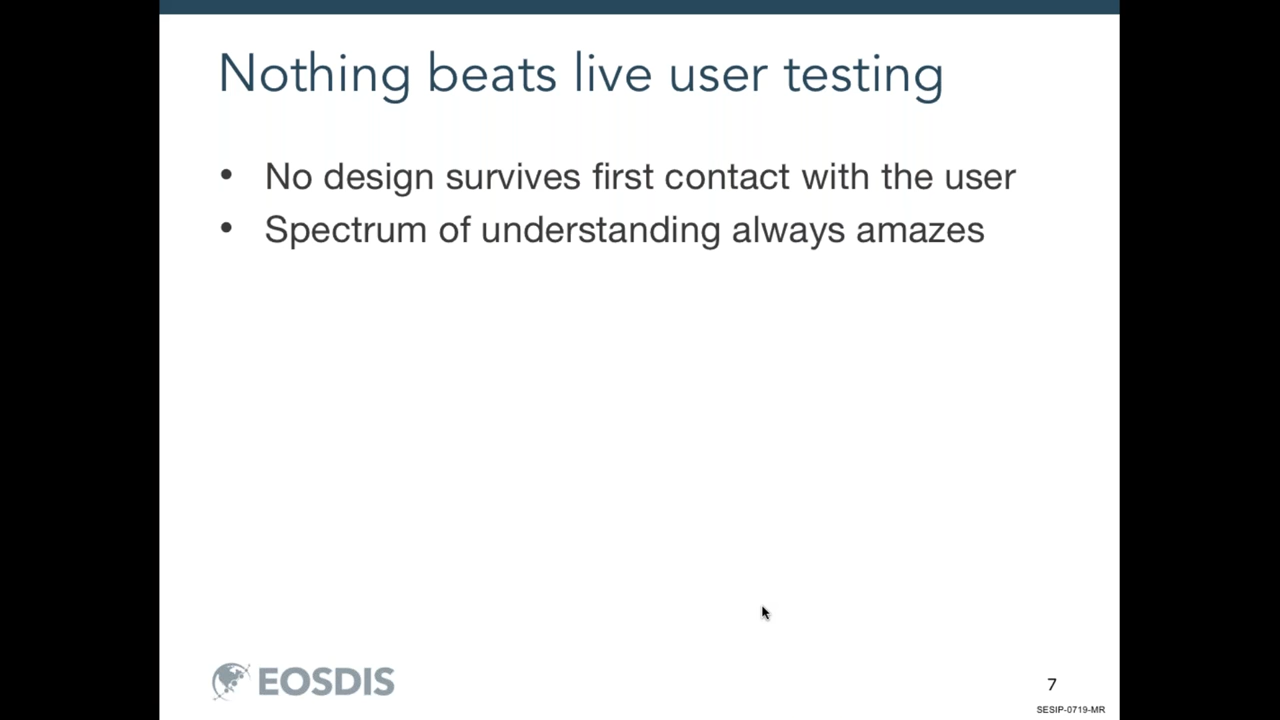 Nothing beats live user testing
• No design survives first contact with the user
• Spectrum of understanding always amazes
EOSDIS
7
SESIP-0719-MR